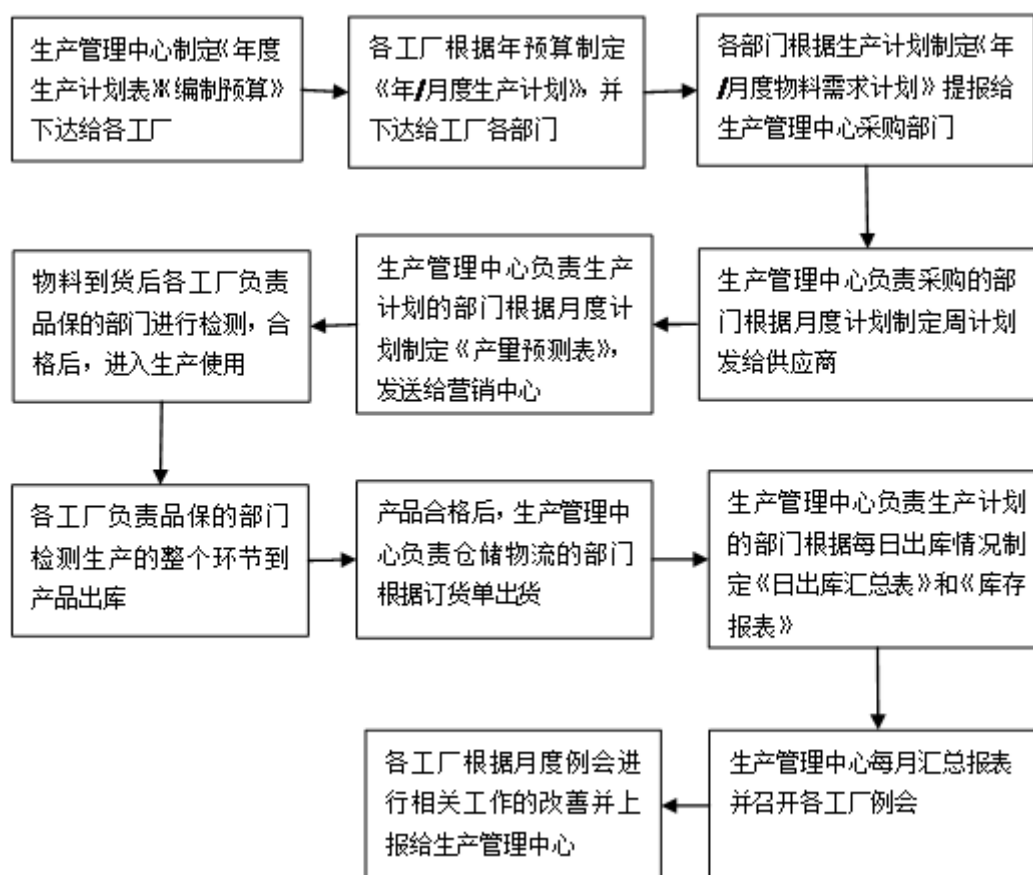 生产管理中心制定《年度
生产计划表》《编制预算》
下达给各工厂
各工厂根据年预算制定
《年/月度生产计划》，并
下达给工厂各部门
各部门根据生产计划制定《年
/月度物料需求计划》提报给
生产管理中心采购部门
生产管理中心负责采购的部
门根据月度计划制定周计划
发给供应商
生产管理中心负责生产
计划的部门根据月度计
划制定《产量预测表》，
发送给营销中心
物料到货后各工厂负责
品保的部门进行检测，合
格后，进入生产使用
各工厂负责品保的部门
检测生产的整个环节到
产品出库
产品合格后，生产管理中
心负责仓储物流的部门
根据订货单出货
生产管理中心负责生产计划
的部门根据每日出库情况制
定《日出库汇总表》和《库存
报表》
生产管理中心每月汇总报表
并召开各工厂例会
各工厂根据月度例会进
行相关工作的改善并上
报给生产管理中心